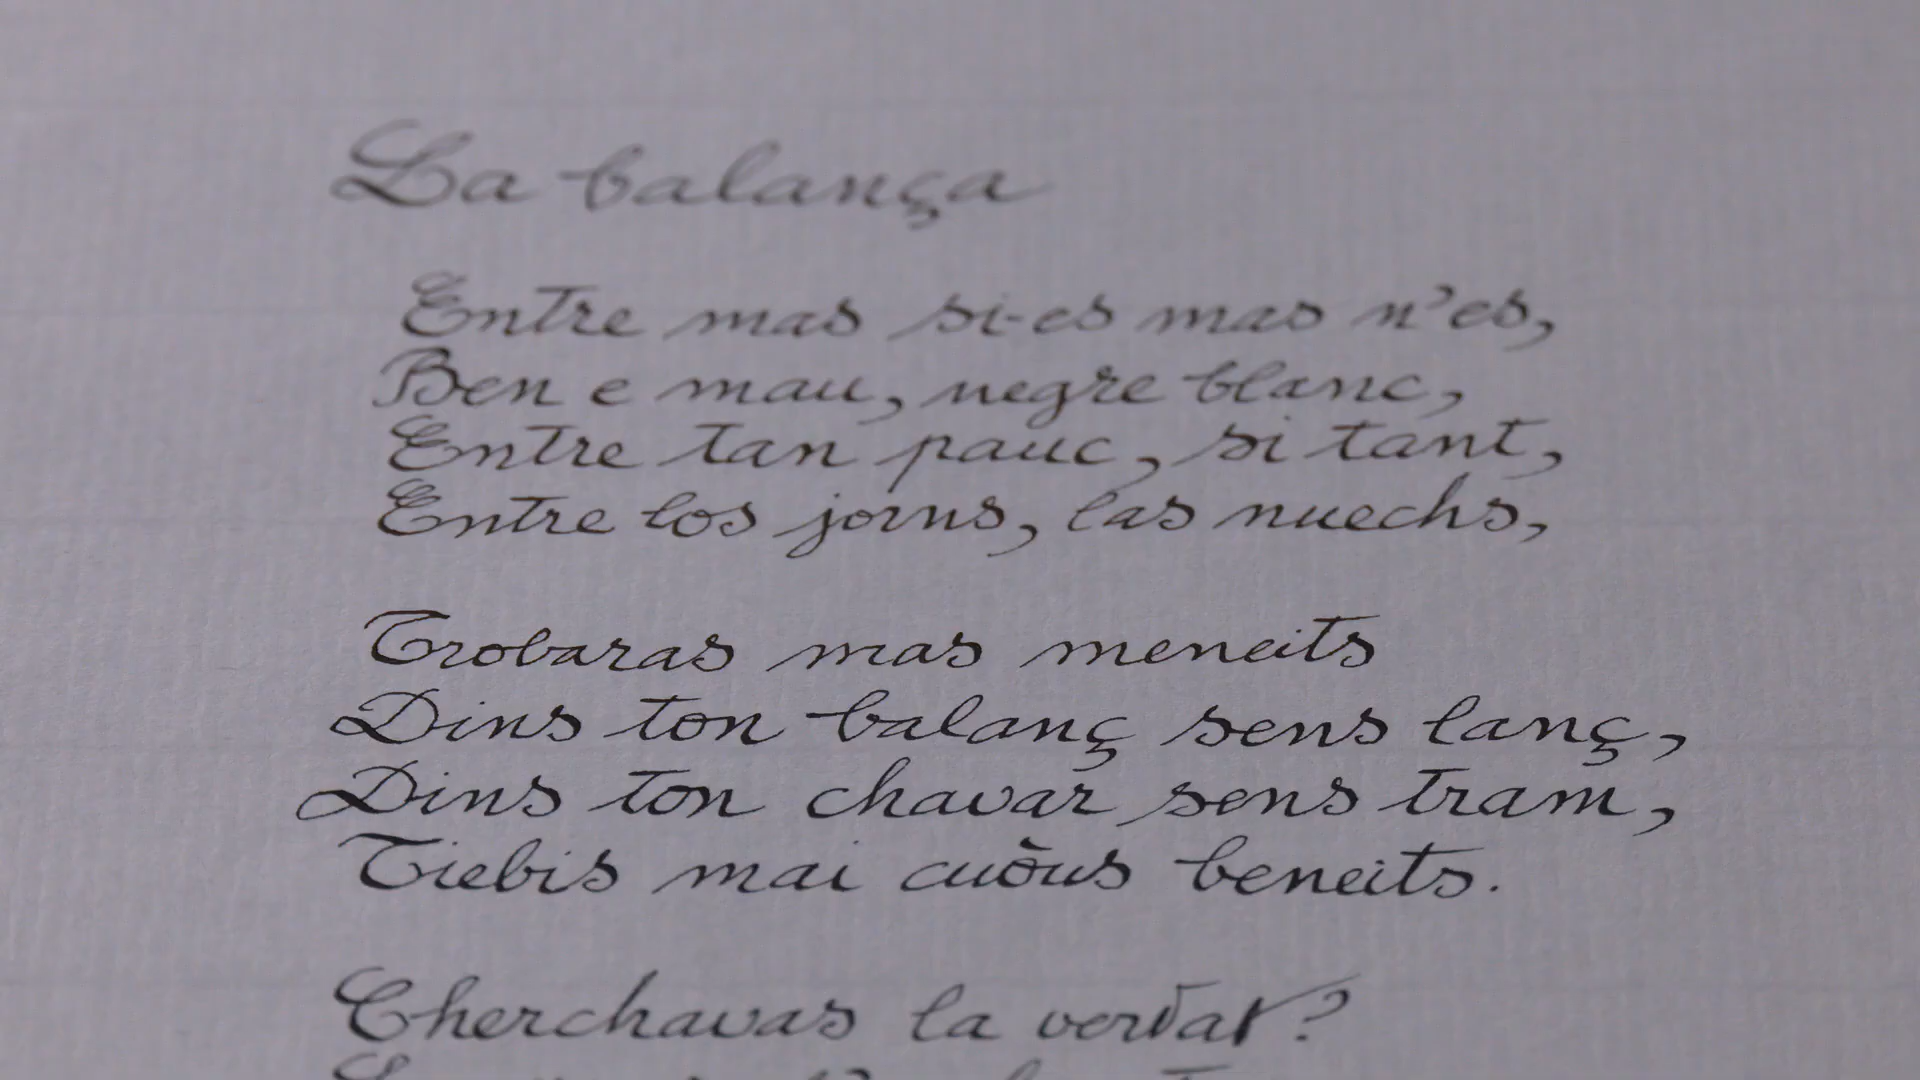 La balança
Entre mas si-es mas n'es,
Ben e mau, negre blanc,
Entre tan pauc, si tant,
Entre los jorns, las nuechs,
Trobaras mas meneits
Dins ton balanç sens lanç,
Dins ton chavar sens tram,
Tiebis mai cuòus beneits.
Cherchavas la verdat?